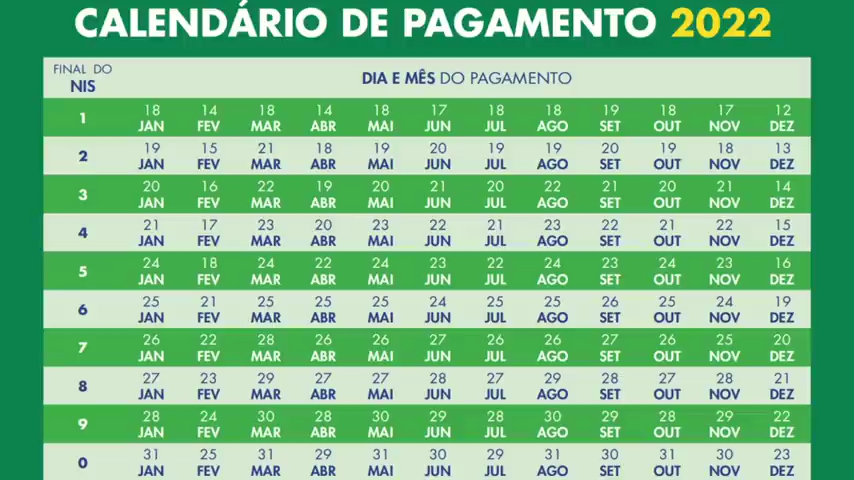 CALENDÁRIO DE PAGAMENTO 2022
FINAL DO NIS DIA E MÊS DO PAGAMENTO
1 18 JAN 14 FEV 18 MAR 14 ABR 18 MAI 17 JUN 18 JUL 18 AGO 19 SET 18 OUT 17 NOV 12 DEZ
2 19 JAN 15 FEV 21 MAR 18 ABR 19 MAI 20 JUN 19 JUL 19 AGO 20 SET 19 OUT 18 NOV 13 DEZ
3 20 JAN 16 FEV 22 MAR 19 ABR 20 MAI 21 JUN 20 JUL 22 AGO 21 SET 20 OUT 21 NOV 14 DEZ
4 21 JAN 17 FEV 23 MAR 20 ABR 23 MAI 22 JUN 21 JUL 23 AGO 22 SET 21 OUT 22 NOV 15 DEZ
5 24 JAN 18 FEV 24 MAR 22 ABR 24 MAI 23 JUN 22 JUL 24 AGO 23 SET 24 OUT 23 NOV 16 DEZ
6 25 JAN 21 FEV 25 MAR 25 ABR 25 MAI 24 JUN 25 JUL 25 AGO 26 SET 25 OUT 24 NOV 19 DEZ
7 26 JAN 22 FEV 28 MAR 26 ABR 26 MAI 27 JUN 26 JUL 26 AGO 27 SET 26 OUT 25 NOV 20 DEZ
8 27 JAN 23 FEV 29 MAR 27 ABR 27 MAI 28 JUN 27 JUL 29 AGO 28 SET 27 OUT 28 NOV 21 DEZ
9 28 JAN 24 FEV 30 MAR 28 ABR 30 MAI 29 JUN 28 JUL 30 AGO 29 SET 28 OUT 29 NOV 22 DEZ
0 31 JAN 25 FEV 31 MAR 29 ABR 31 MAI 30 JUN 29 JUL 31 AGO 30 SET 31 OUT 30 NOV 23 DEZ